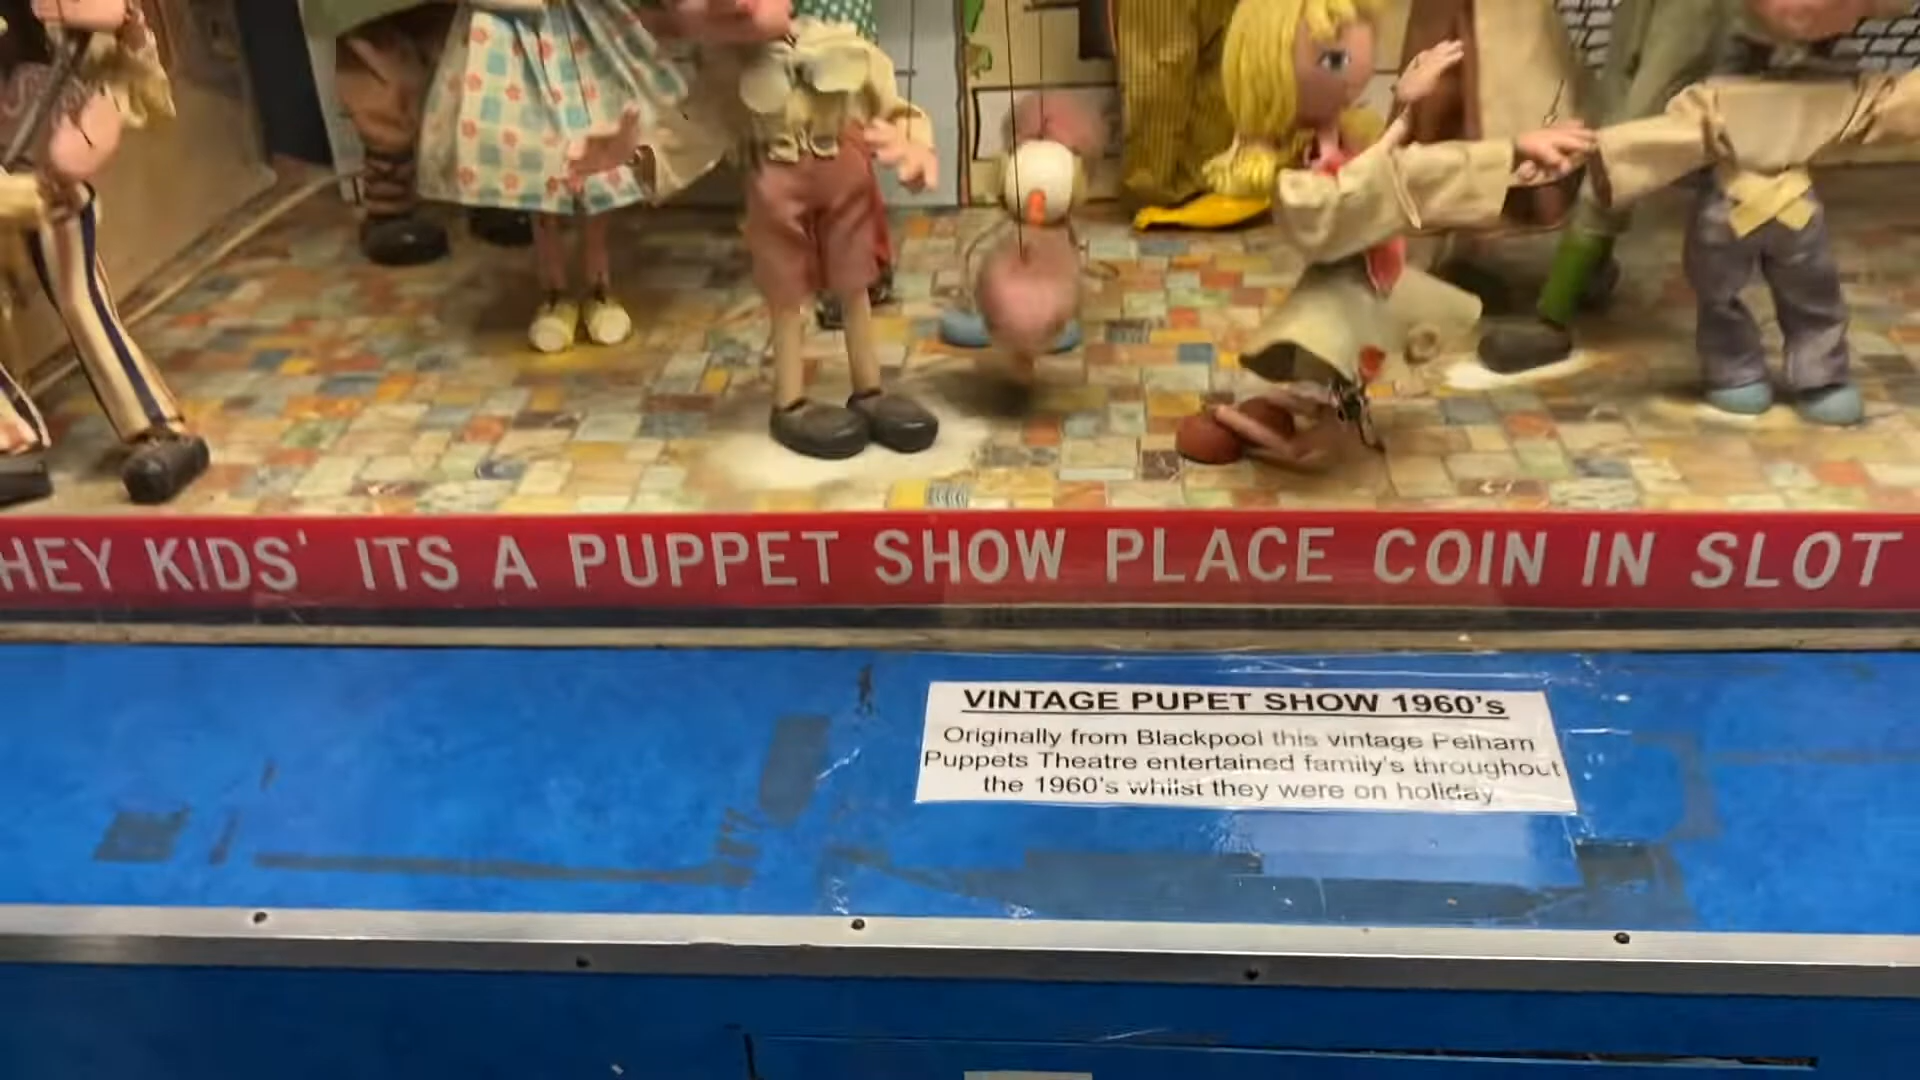 HEY KIDS' ITS A PUPPET SHOW PLACE COIN IN SLOT
VINTAGE PUPET SHOW 1960's
Originally from Blackpool this vintage Pelham
Puppets Theatre entertained family's throughout
the 1960's whilst they were on holiday.